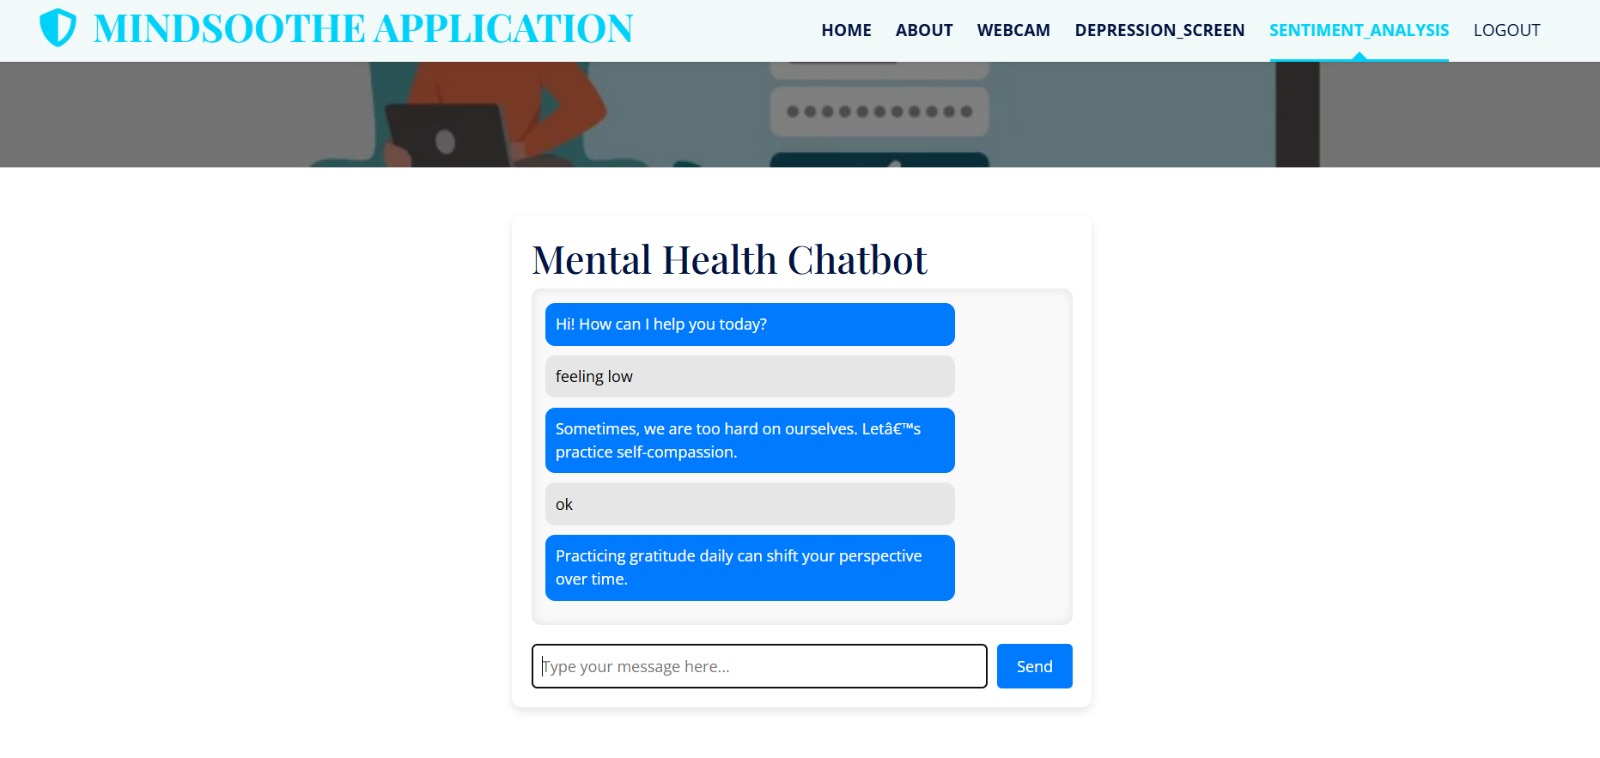 MINDSOOTHE APPLICATION
HOME ABOUT WEBCAM DEPRESSION_SCREEN SENTIMENT_ANALYSIS LOGOUT
Mental Health Chatbot
Hi! How can I help you today?
feeling low
Sometimes, we are too hard on ourselves. Letâ€™s
practice self-compassion.
ok
Practicing gratitude daily can shift your perspective
over time.
Type your message here...
Send